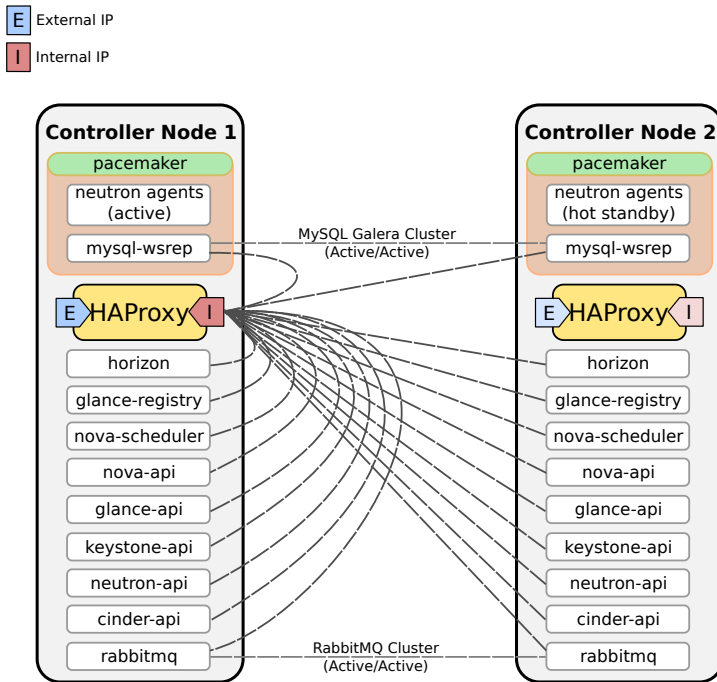 E External IP
I Internal IP
Controller Node 1
pacemaker
neutron agents
(active)
mysql-wsrep
E HAProxy I
horizon
glance-registry
nova-scheduler
nova-api
glance-api
keystone-api
neutron-api
cinder-api
rabbitmq
MySQL Galera Cluster
(Active/Active)
RabbitMQ Cluster
(Active/Active)
Controller Node 2
pacemaker
neutron agents
(hot standby)
mysql-wsrep
E HAProxy I
horizon
glance-registry
nova-scheduler
nova-api
glance-api
keystone-api
neutron-api
cinder-api
rabbitmq